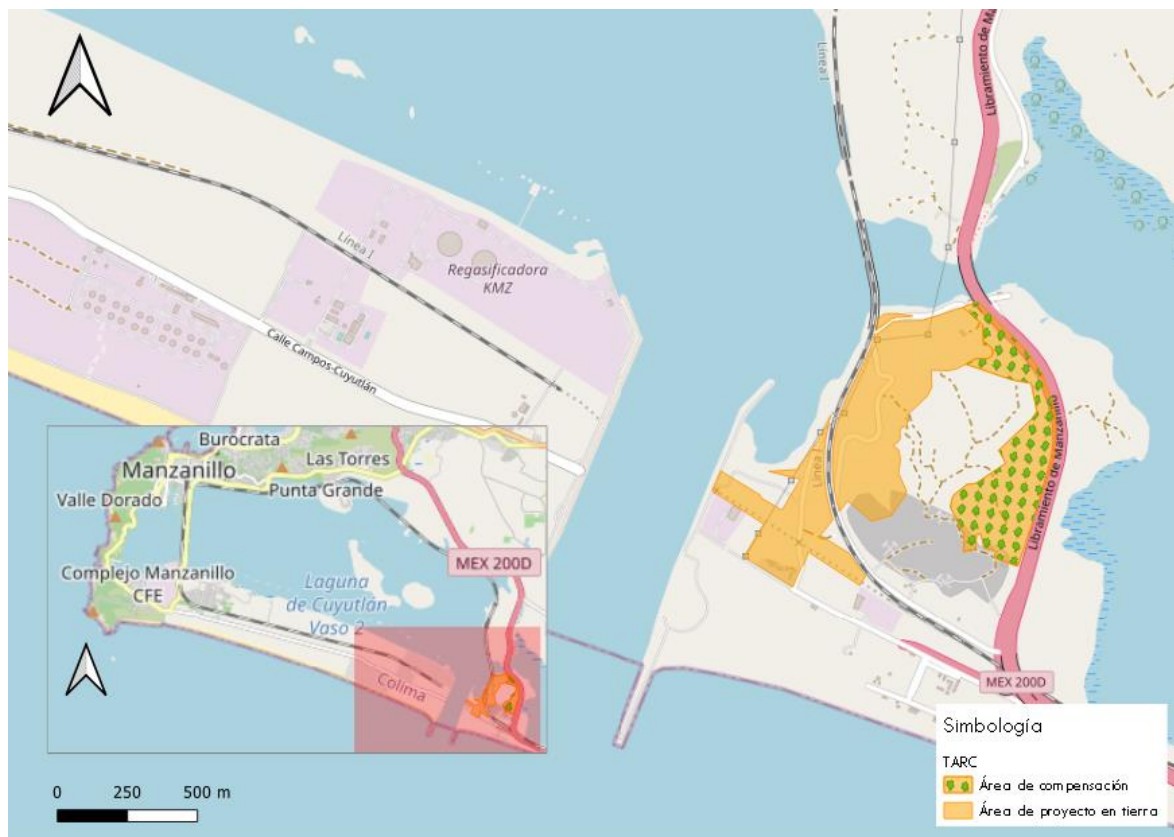 Línea I
Libramiento de Ma
Línea I
Regasificadora
KMZ
Calle Campos-Cuyutlán
Línea I
Libramiento de Manzanillo
Burocrata
Manzanillo
Las Torres
Valle Dorado
Punta Grande
MEX 200D
Complejo Manzanillo
CFE
Laguna
de Cuyutlán
Vaso 2
Colima
MEX 200D
Simbología
TARC
Área de compensación
Área de proyecto en tierra
0 250 500 m